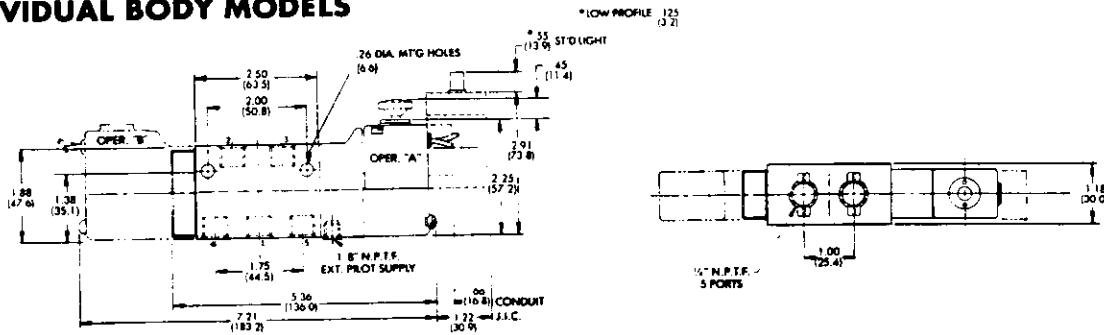 VIDUAL BODY MODELS
*LOW PROFILE .125
(3.2)
* .55 ST'D LIGHT
(13.9)
.45
(11.4)
.26 DIA. MT'G HOLES
(6.6)
2.50
(63.5)
2.00
(50.8)
OPER. "B"
OPER. "A"
2.91
(73.8)
2.25
(57.2)
1.88
(47.6)
1.38
(35.1)
1.18
(30.0)
1.00
(25.4)
1/8" N.P.T.F.
EXT. PILOT SUPPLY
1.75
(44.5)
N.P.T.F.
5 PORTS
5.36
(136.0)
.66
(16.8) CONDUIT
7.21
(183.2)
1.22
(30.9)
J.I.C.